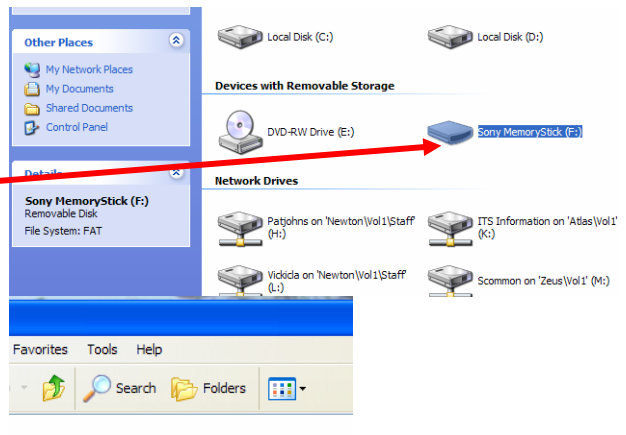 Other Places
My Network Places
My Documents
Shared Documents
Control Panel
Details
Sony MemoryStick (F:)
Removable Disk
File System: FAT
Local Disk (C:)
Local Disk (D:)
Devices with Removable Storage
DVD-RW Drive (E:)
Sony MemoryStick (F:)
Network Drives
Patjohns on 'Newton\Vol1\Staff'
(H:)
ITS Information on 'Atlas\Vol1'
(K:)
Vickicla on 'Newton\Vol1\Staff'
(L:)
Scommon on 'Zeus\Vol1' (M:)
Favorites Tools Help
Search Folders